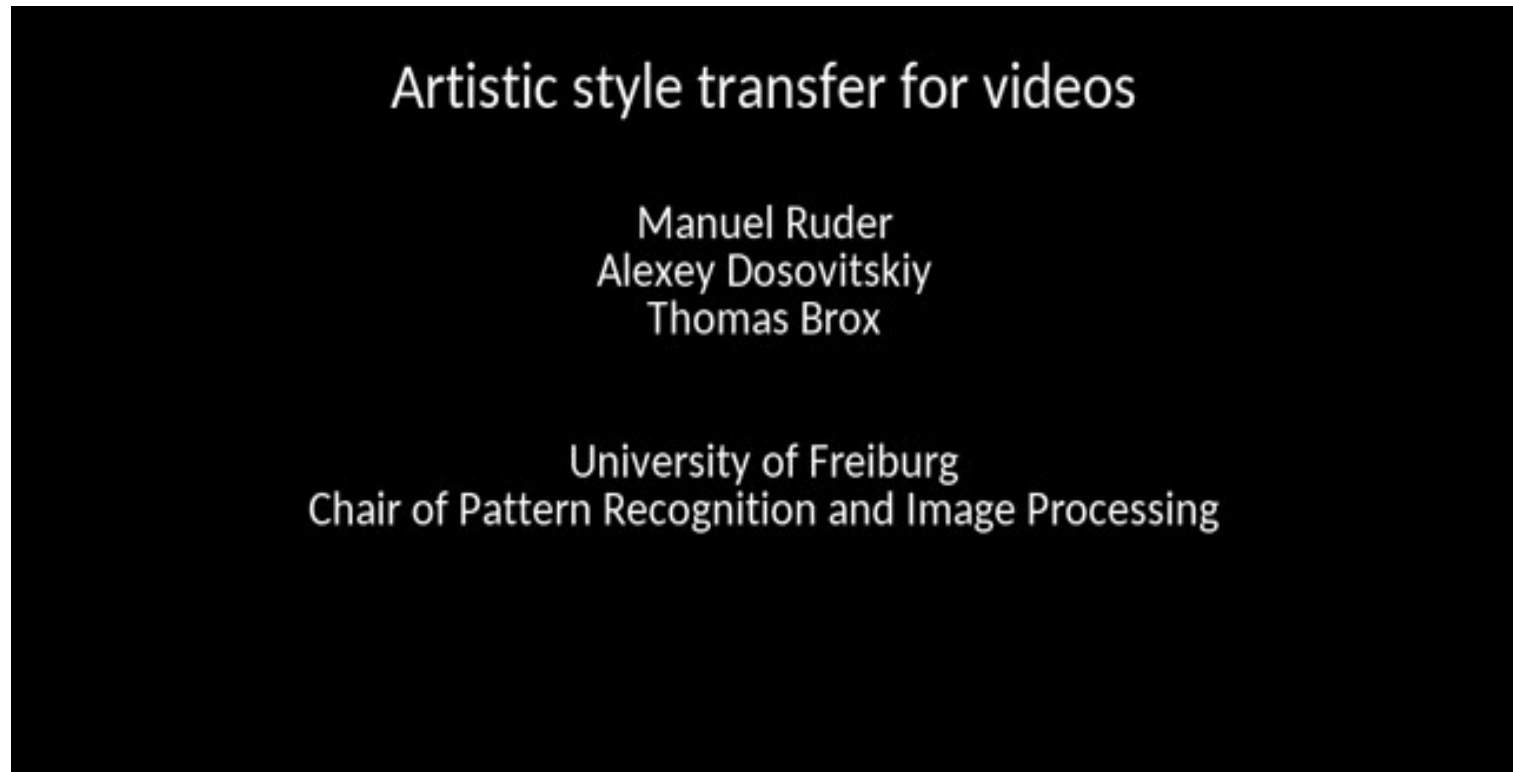 Artistic style transfer for videos
Manuel Ruder
Alexey Dosovitskiy
Thomas Brox
University of Freiburg
Chair of Pattern Recognition and Image Processing